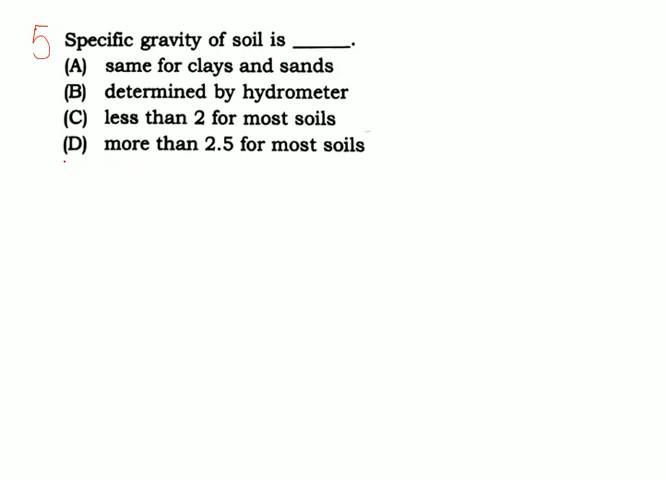 5 Specific gravity of soil is ______.
(A) same for clays and sands
(B) determined by hydrometer
(C) less than 2 for most soils
(D) more than 2.5 for most soils